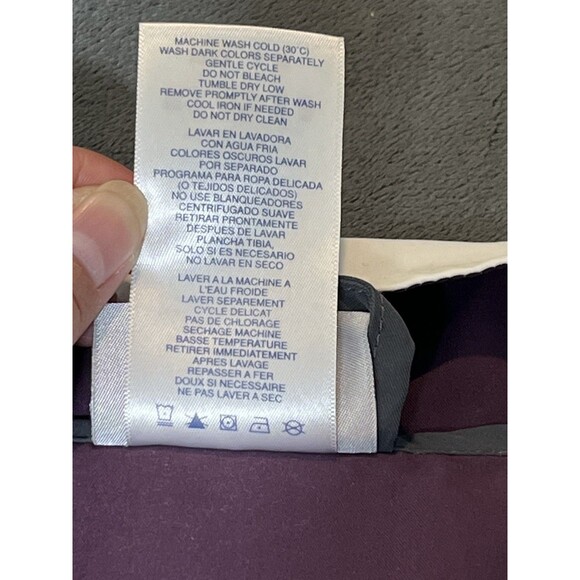 MACHINE WASH COLD (30°C)
WASH DARK COLORS SEPARATELY
GENTLE CYCLE
DO NOT BLEACH
TUMBLE DRY LOW
REMOVE PROMPTLY AFTER WASH
COOL IRON IF NEEDED
DO NOT DRY CLEAN
LAVAR EN LAVADORA
CON AGUA FRIA
COLORES OSCUROS LAVAR
POR SEPARADO
PROGRAMA PARA ROPA DELICADA
(O TEJIDOS DELICADOS)
NO USE BLANQUEADORES
CENTRIFUGADO SUAVE
RETIRAR PRONTAMENTE
DESPUES DE LAVAR
PLANCHA TIBIA,
SOLO SI ES NECESARIO
NO LAVAR EN SECO
LAVER A LA MACHINE A
L'EAU FROIDE
LAVER SEPAREMENT
CYCLE DELICAT
PAS DE CHLORAGE
SECHAGE MACHINE
BASSE TEMPERATURE
RETIRER IMMEDIATEMENT
APRES LAVAGE
REPASSER A FER
DOUX SI NECESSAIRE
NE PAS LAVER A SEC